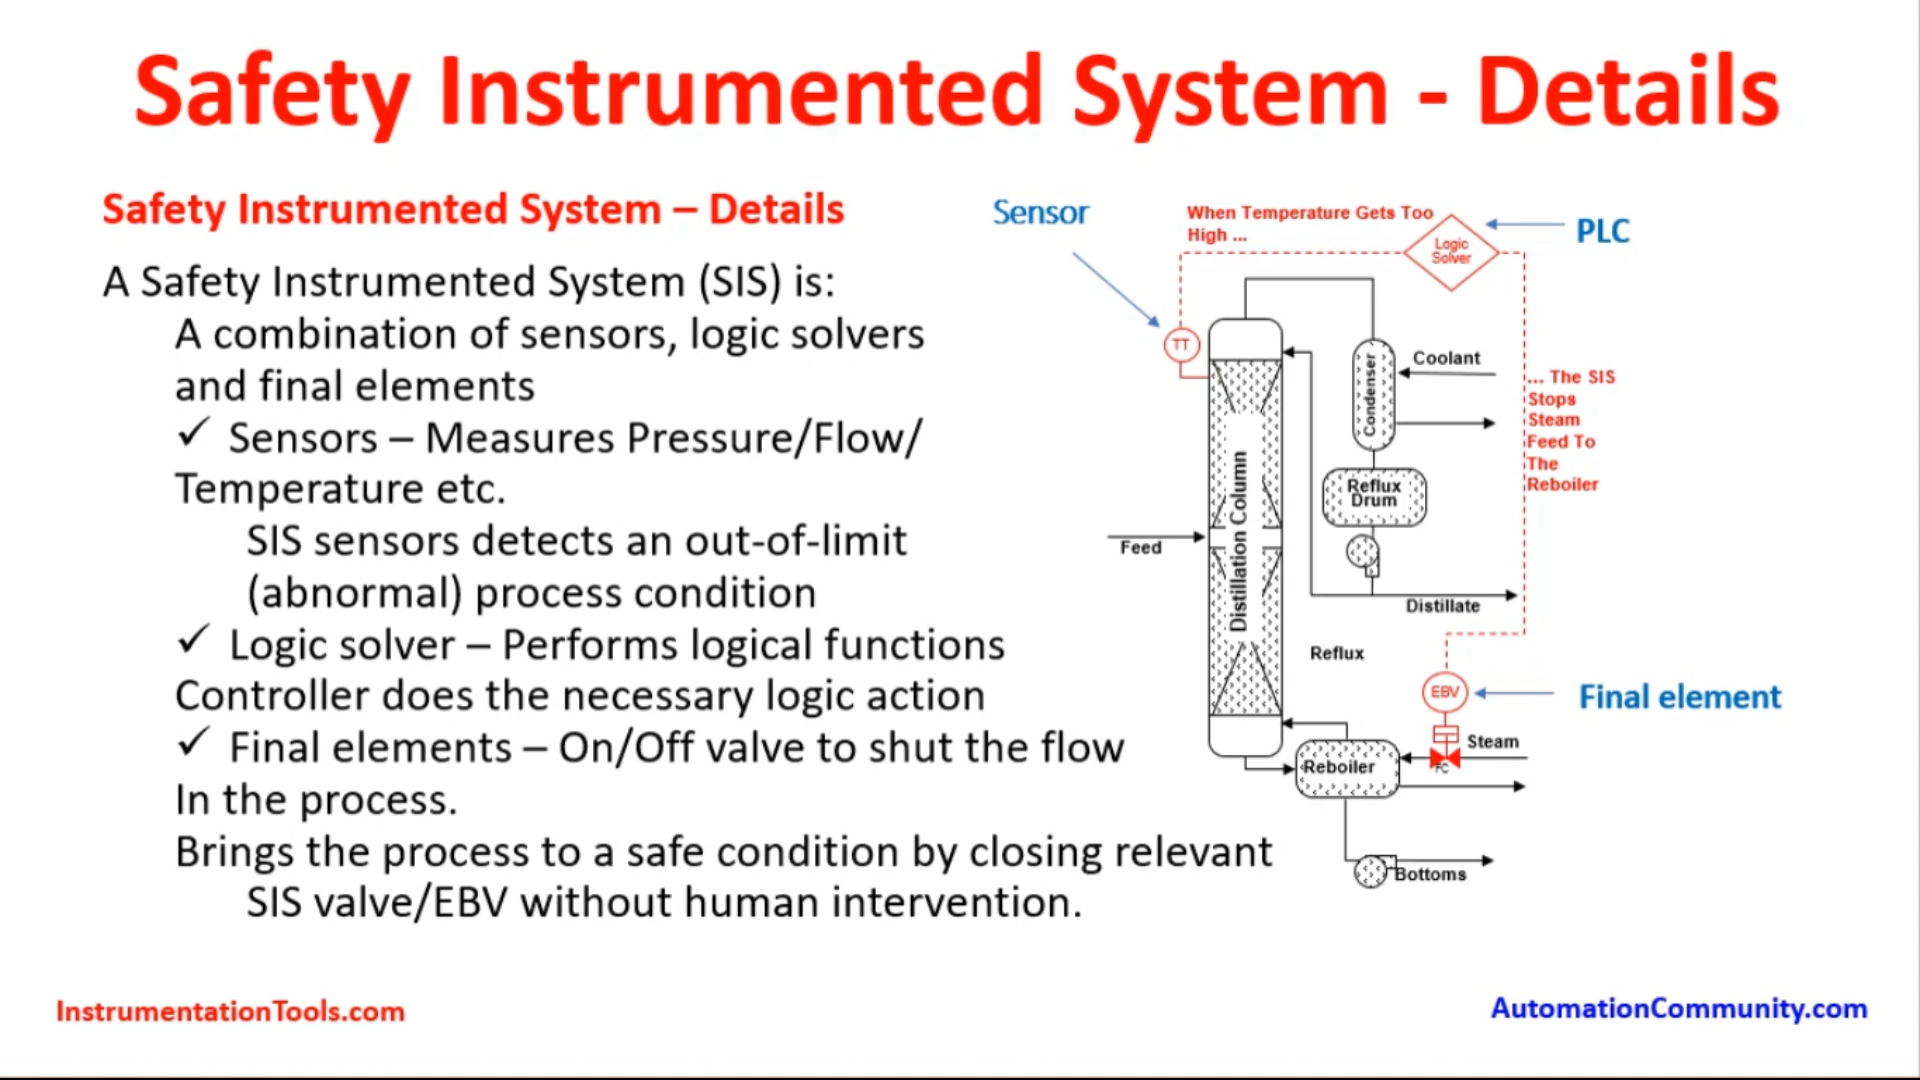 Safety Instrumented System - Details
Safety Instrumented System – Details
A Safety Instrumented System (SIS) is:
A combination of sensors, logic solvers
and final elements
✓ Sensors – Measures Pressure/Flow/
Temperature etc.
SIS sensors detects an out-of-limit
(abnormal) process condition
✓ Logic solver – Performs logical functions
Controller does the necessary logic action
✓ Final elements – On/Off valve to shut the flow
In the process.
Brings the process to a safe condition by closing relevant
SIS valve/EBV without human intervention.
Sensor
When Temperature Gets Too
High ...
Logic
Solver
PLC
TT
Condenser
Coolant
... The SIS
Stops
Steam
Feed To
The
Reboiler
Reflux
Drum
Distillation Column
Feed
Distillate
Reflux
EBV
Final element
Steam
FC
Reboiler
Bottoms
InstrumentationTools.com
AutomationCommunity.com